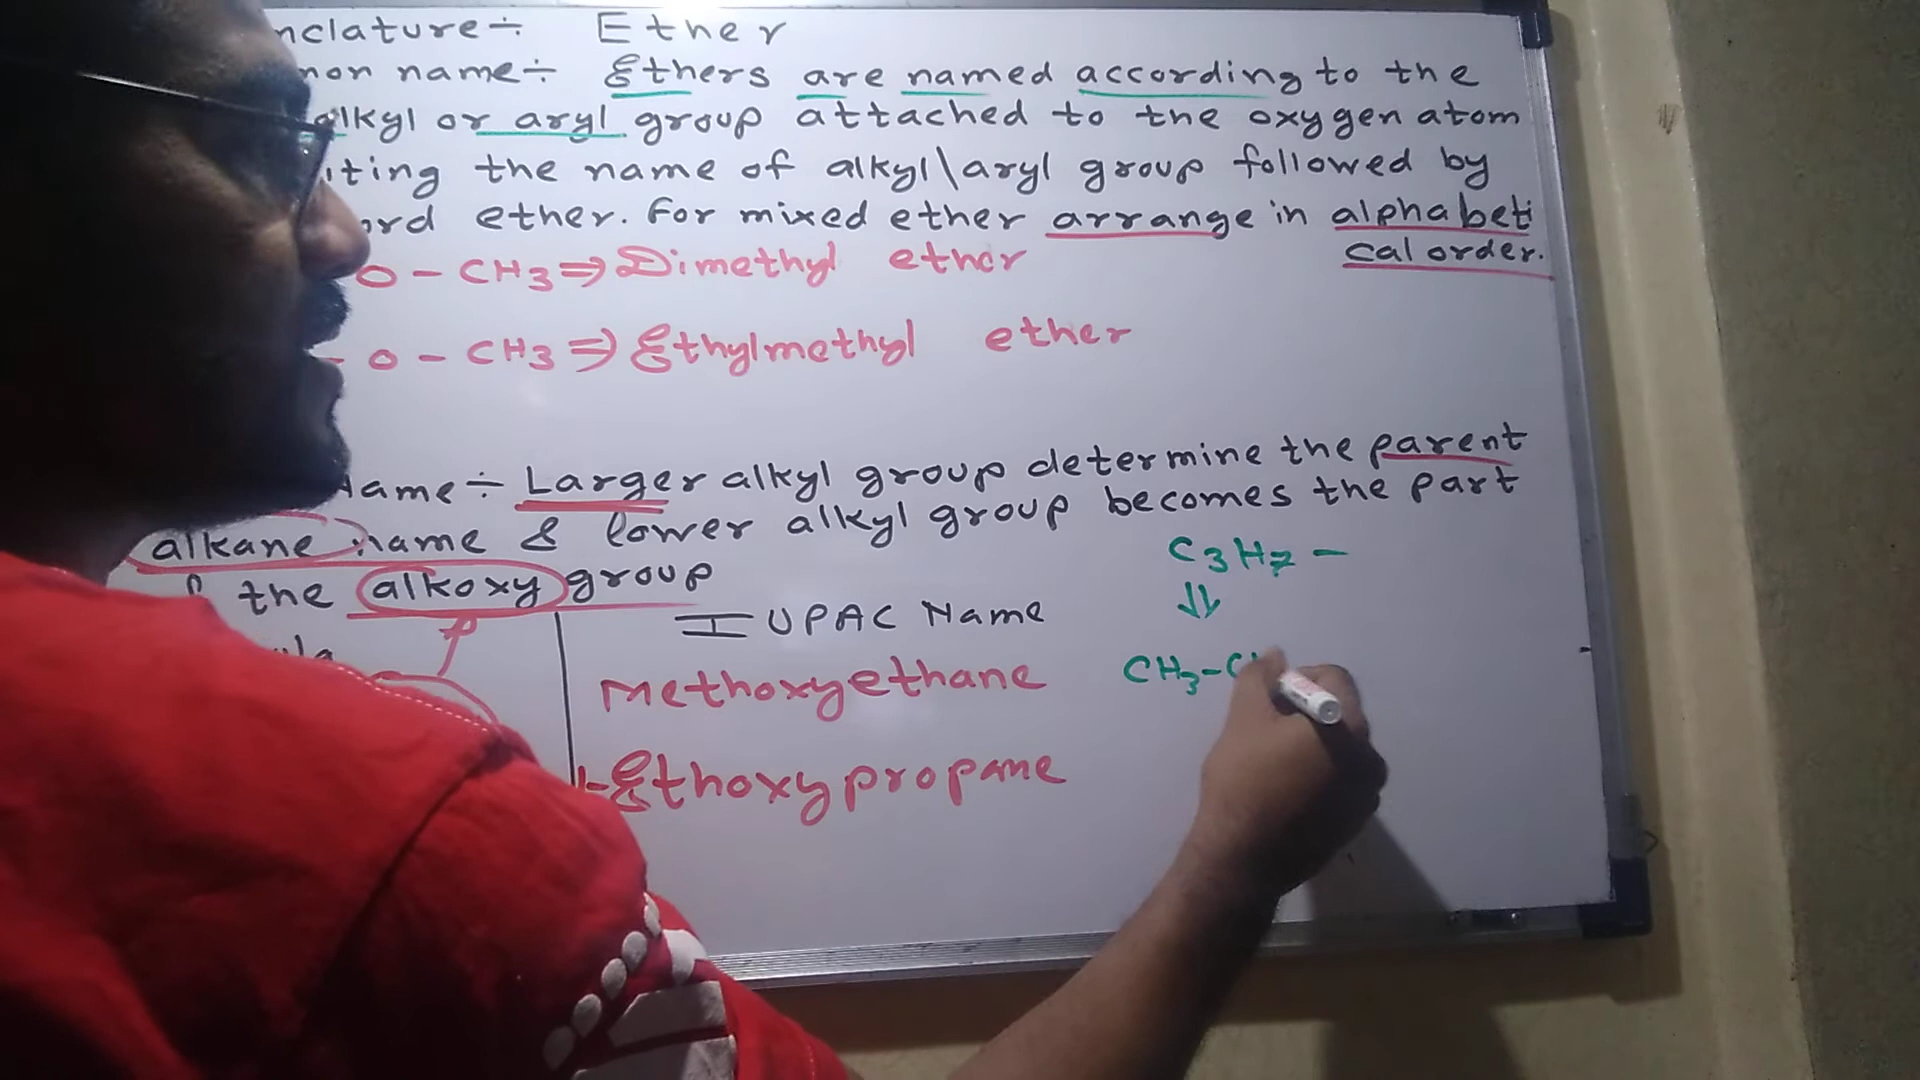 nclature÷ Ether
mon name÷ Ethers are named according to the
alkyl or aryl group attached to the oxygen atom
iting the name of alkyl\aryl group followed by
ord ether. For mixed ether arrange in alphabeti
cal order.
O - CH3 ⇒ Dimethyl ether
- O - CH3 ⇒ Ethylmethyl ether
Name ÷ Larger alkyl group determine the parent
alkane name & lower alkyl group becomes the part
the alkoxy group
C3H7 -
⇓
IUPAC Name
Methoxyethane
CH3-C
1-Ethoxypropane